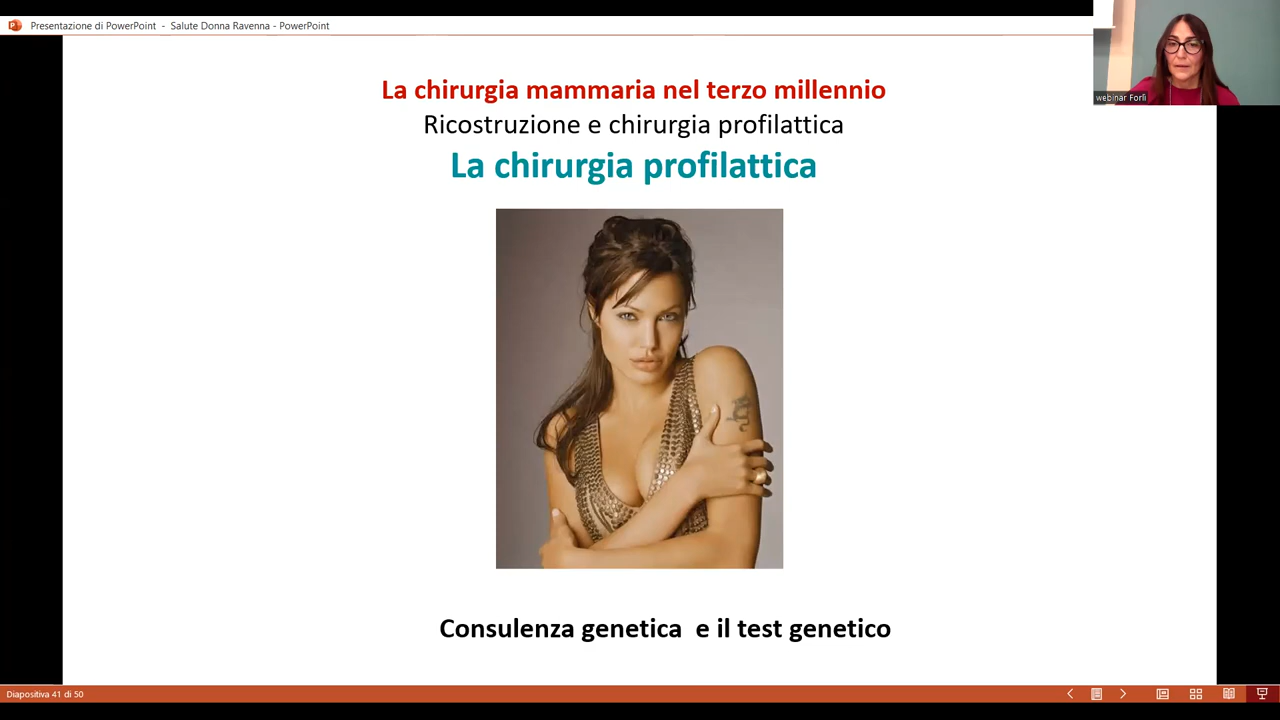 Presentazione di PowerPoint - Salute Donna Ravenna - PowerPoint
webinar Forlì
La chirurgia mammaria nel terzo millennio
Ricostruzione e chirurgia profilattica
La chirurgia profilattica
Consulenza genetica e il test genetico
Diapositiva 41 di 50